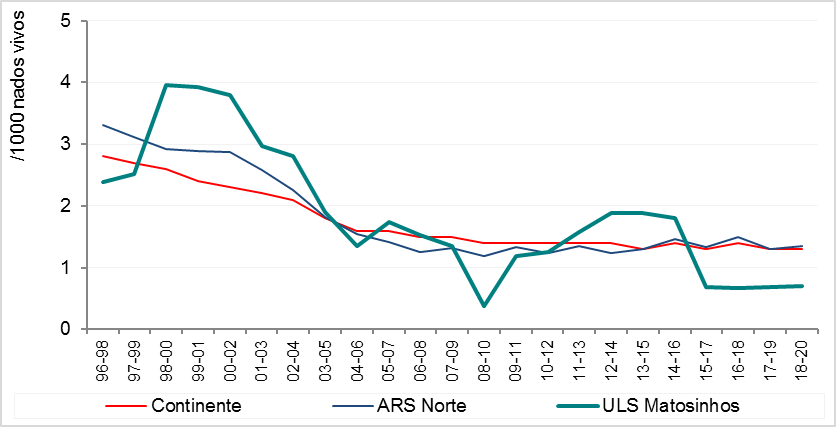 /1000 nados vivos
5
4
3
2
1
0
96-98 97-99 98-00 99-01 00-02 01-03 02-04 03-05 04-06 05-07 06-08 07-09 08-10 09-11 10-12 11-13 12-14 13-15 14-16 15-17 16-18 17-19 18-20
Continente ARS Norte ULS Matosinhos